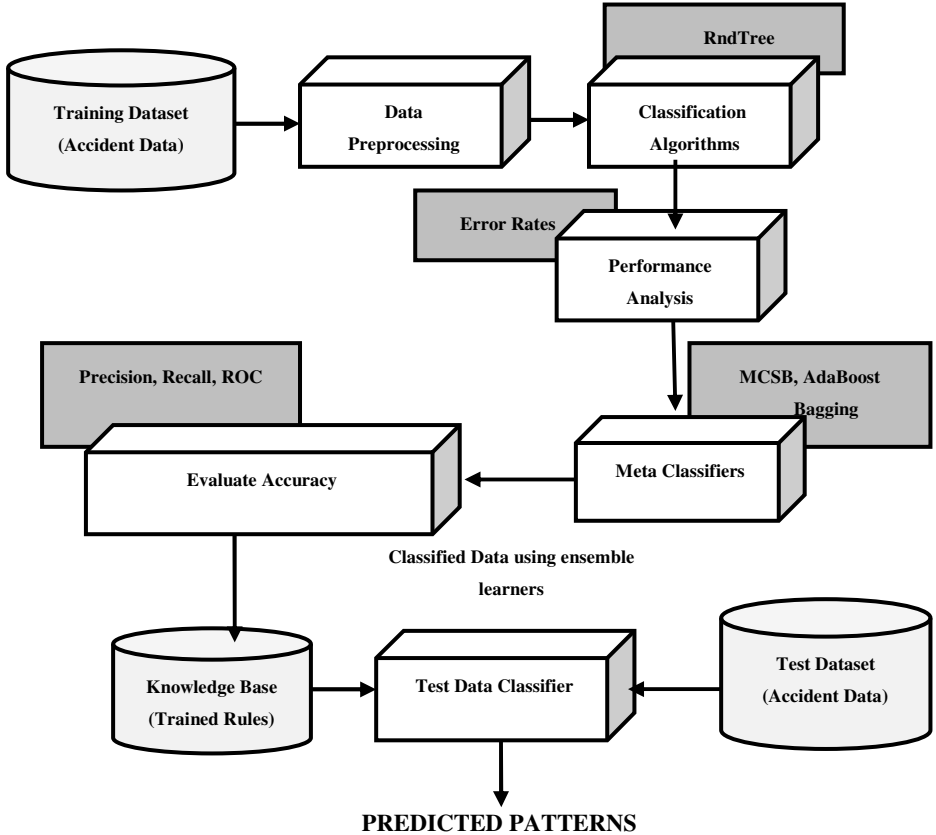 RndTree
Training Dataset
(Accident Data)
Data
Preprocessing
Classification
Algorithms
Error Rates
Performance
Analysis
Precision, Recall, ROC
MCSB, AdaBoost
Bagging
Evaluate Accuracy
Meta Classifiers
Classified Data using ensemble
learners
Knowledge Base
(Trained Rules)
Test Data Classifier
Test Dataset
(Accident Data)
PREDICTED PATTERNS